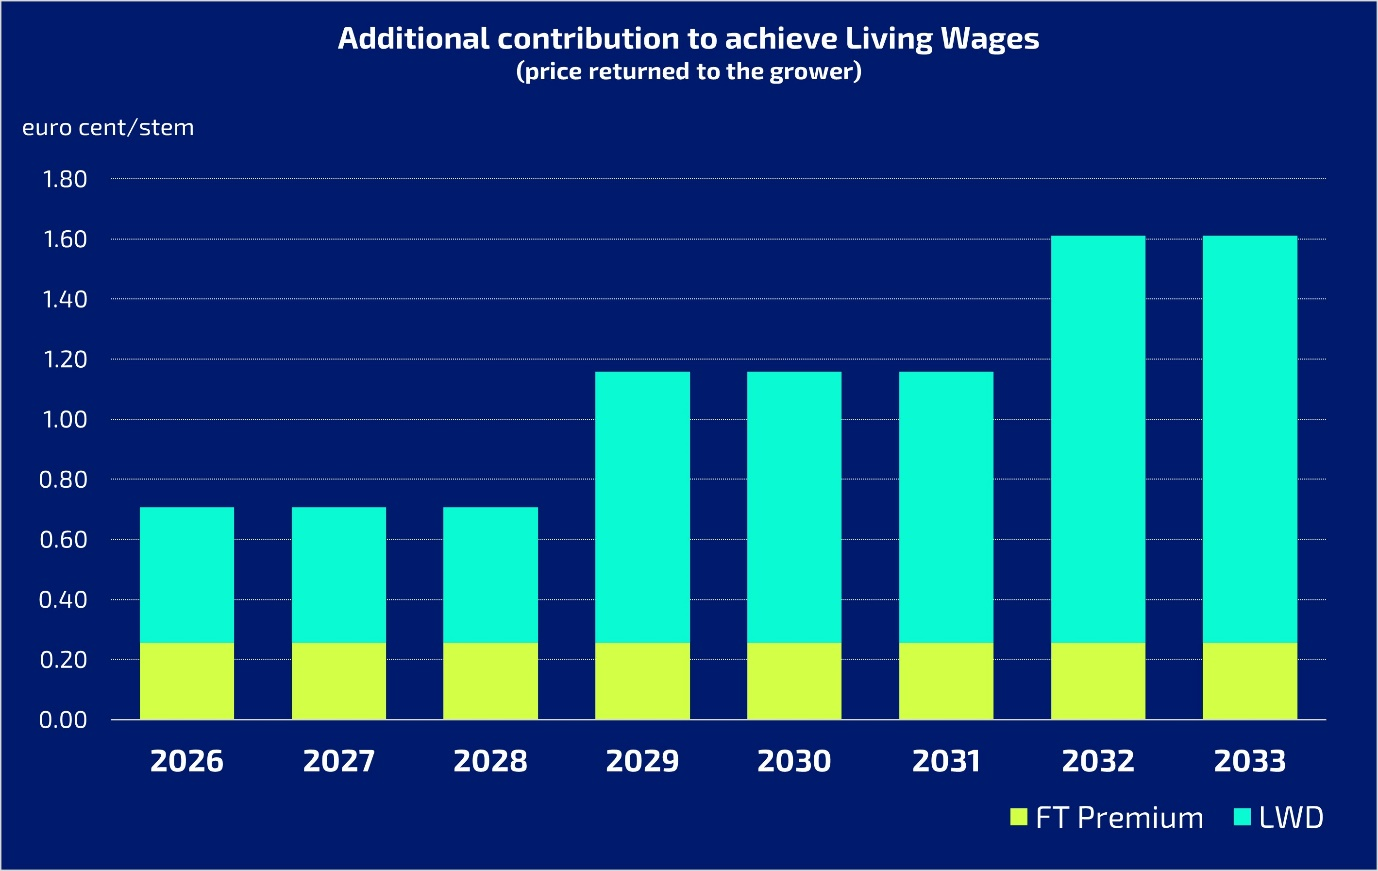 Additional contribution to achieve Living Wages
(price returned to the grower)
euro cent/stem
1.80
1.60
1.40
1.20
1.00
0.80
0.60
0.40
0.20
0.00
2026 2027 2028 2029 2030 2031 2032 2033
FT Premium LWD